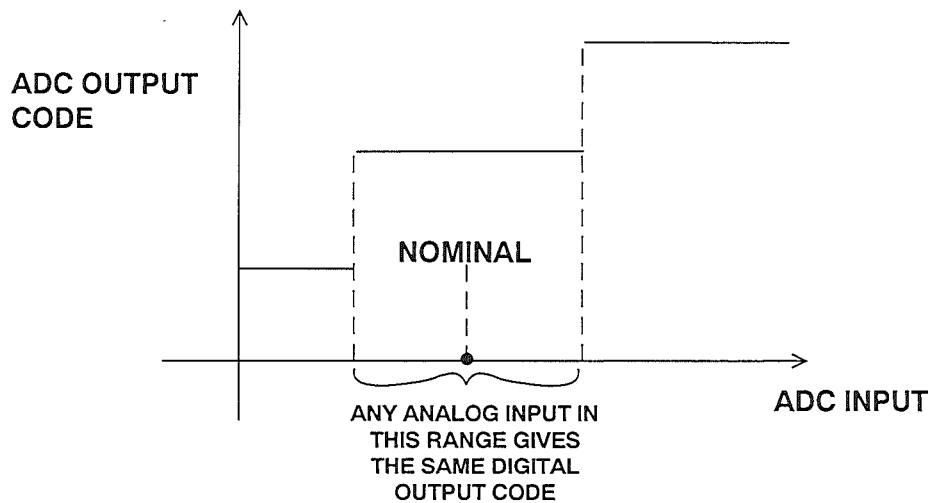 ADC OUTPUT
CODE
NOMINAL
ADC INPUT
ANY ANALOG INPUT IN
THIS RANGE GIVES
THE SAME DIGITAL
OUTPUT CODE